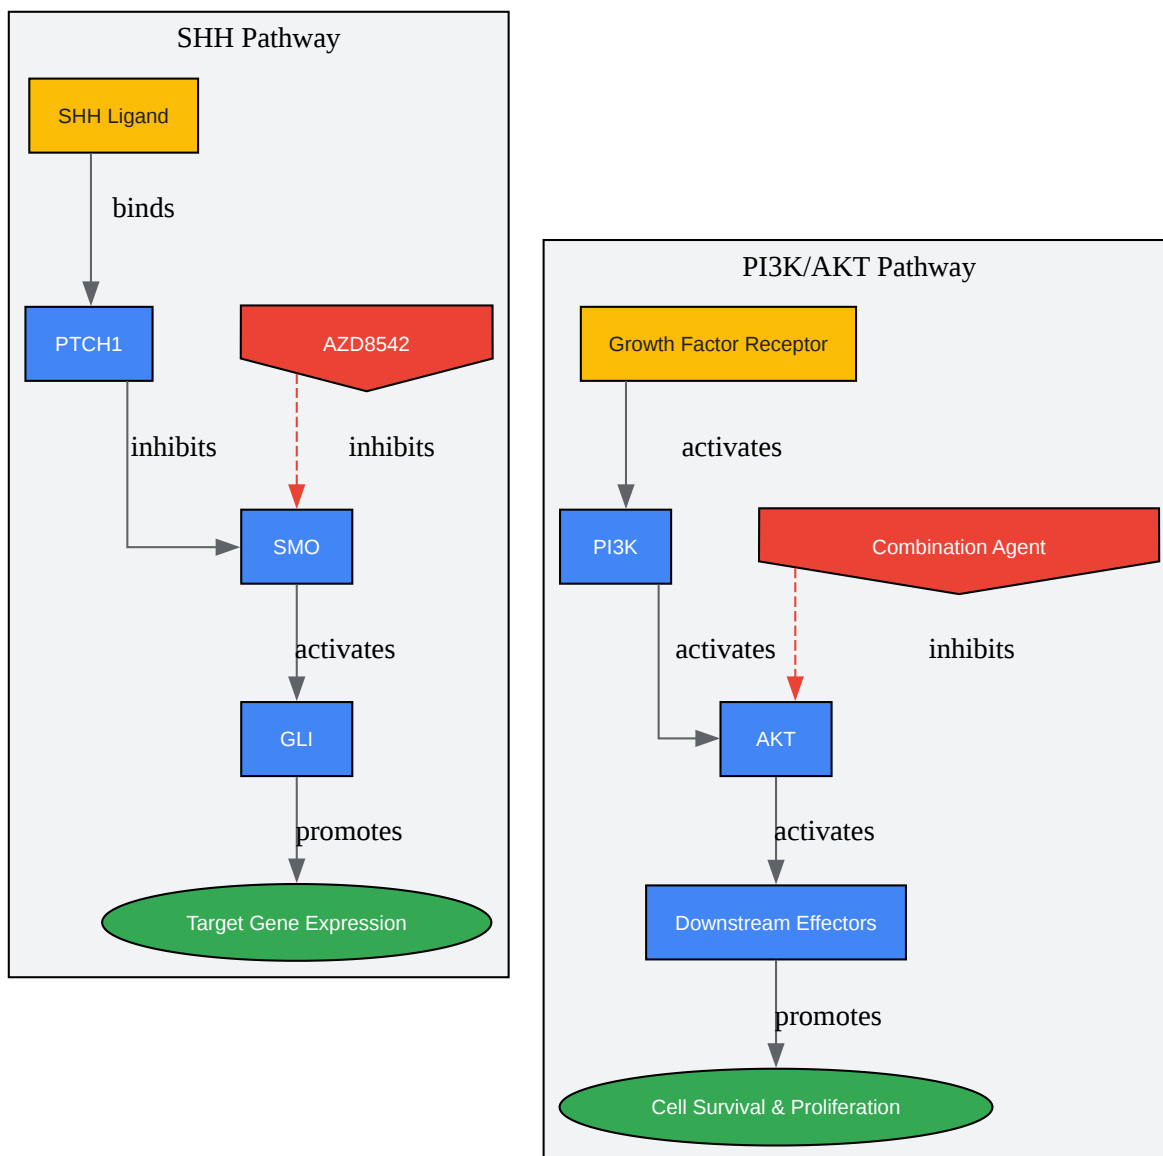 SHH Pathway
SHH Ligand
binds
PTCH1
AZD8542
inhibits
inhibits
SMO
activates
GLI
promotes
Target Gene Expression
PI3K/AKT Pathway
Growth Factor Receptor
activates
PI3K
Combination Agent
activates
inhibits
AKT
activates
Downstream Effectors
promotes
Cell Survival & Proliferation